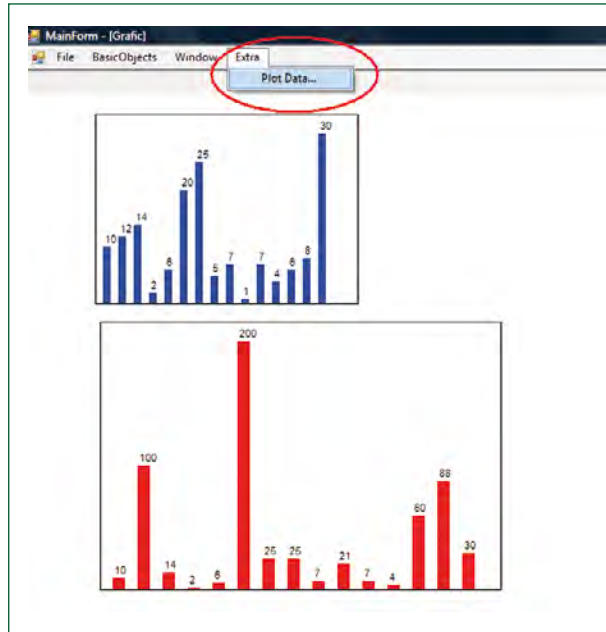 MainForm - [Grafic]
File BasicObjects Window Extra
Plot Data...
10 12 14 2 6 20 25 5 7 1 7 4 6 8 30
10 100 14 2 6 200 25 25 7 21 7 4 60 88 30